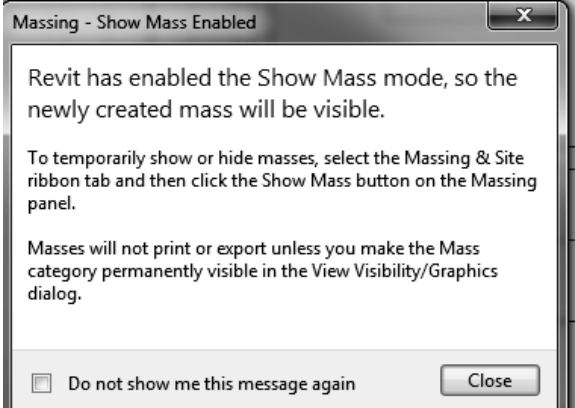 Massing - Show Mass Enabled
Revit has enabled the Show Mass mode, so the
newly created mass will be visible.
To temporarily show or hide masses, select the Massing & Site
ribbon tab and then click the Show Mass button on the Massing
panel.
Masses will not print or export unless you make the Mass
category permanently visible in the View Visibility/Graphics
dialog.
Do not show me this message again
Close